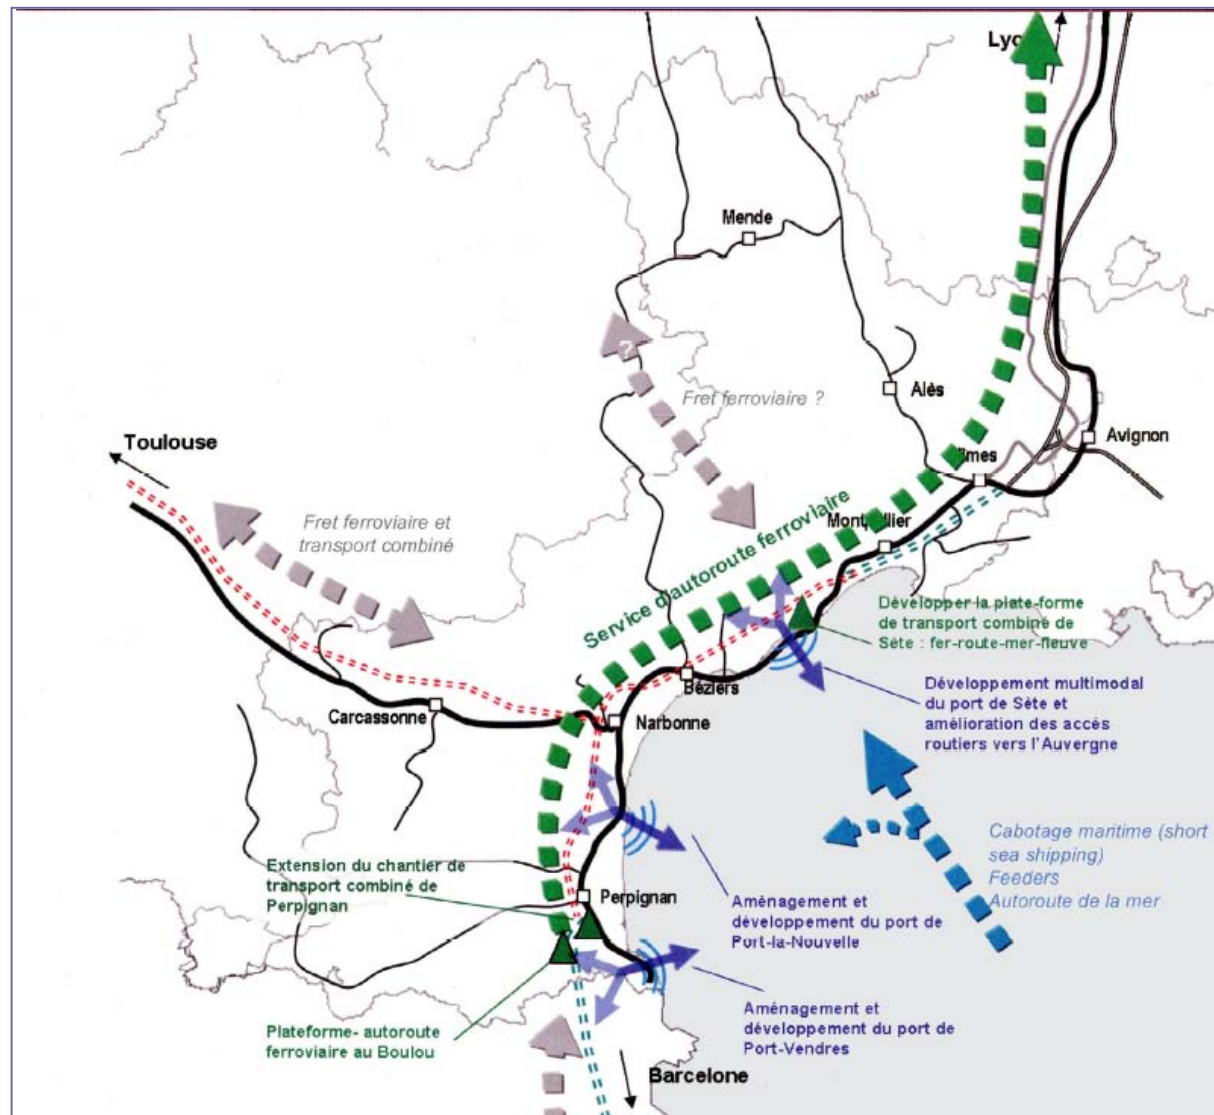 Lyo
Mende
?
Fret ferroviaire ?
Alès
Avignon
Toulouse
îmes
Fret ferroviaire et
transport combiné
Service d'autoroute ferroviaire
Développer la plate-forme
de transport combiné de
Sète : fer-route-mer-fleuve
Béziers
Développement multimodal
du port de Sète et
amélioration des accès
routiers vers l'Auvergne
Carcassonne
Narbonne
Cabotage maritime (short
sea shipping)
Feeders
Autoroute de la mer
Extension du chantier de
transport combiné de
Perpignan
Perpignan
Aménagement et
développement du port de
Port-la-Nouvelle
Plateforme- autoroute
ferroviaire au Boulou
Aménagement et
développement du port de
Port-Vendres
Barcelone